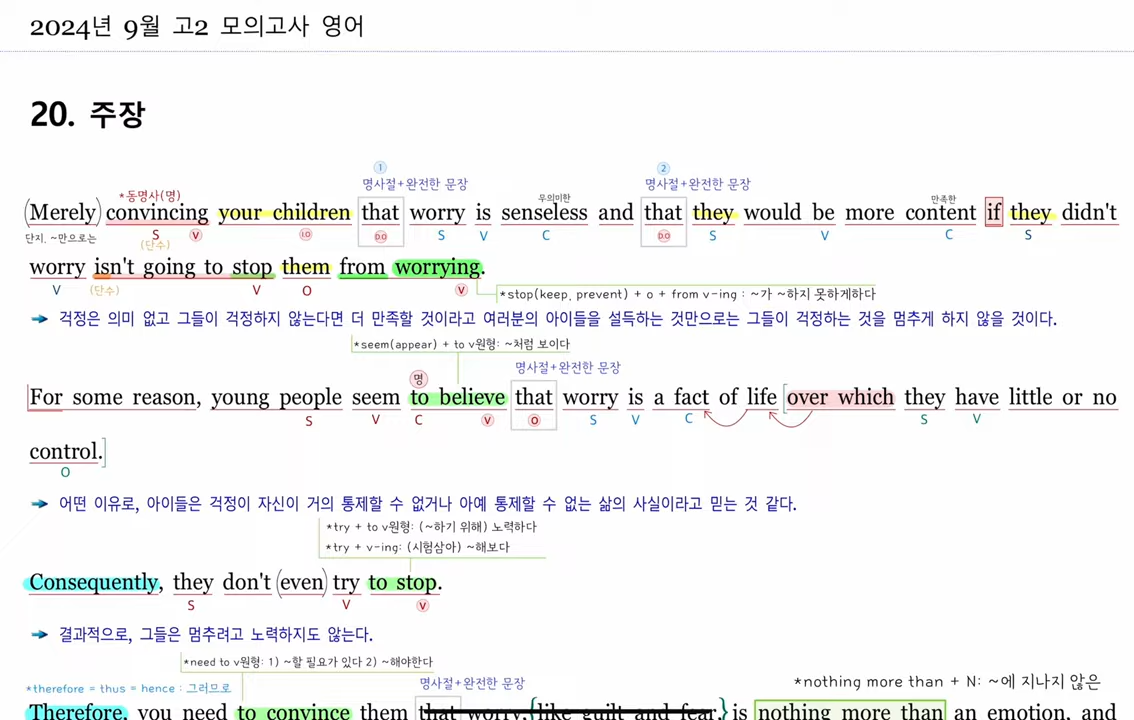 2024년 9월 고2 모의고사 영어
20. 주장
① ②
*동명사(명) 명사절+완전한 문장 무의미한 명사절+완전한 문장 만족한
(Merely) convincing your children that worry is senseless and that they would be more content if they didn't
단지, ~만으로는 S V I.O D.O S V C D.O S V C S
(단수)
worry isn't going to stop them from worrying.
V (단수) V O V
*stop(keep, prevent) + o + from v-ing : ~가 ~하지 못하게하다
➡ 걱정은 의미 없고 그들이 걱정하지 않는다면 더 만족할 것이라고 여러분의 아이들을 설득하는 것만으로는 그들이 걱정하는 것을 멈추게 하지 않을 것이다.
*seem(appear) + to v원형: ~처럼 보이다
명 명사절+완전한 문장
For some reason, young people seem to believe that worry is a fact of life [over which they have little or no
S V C V O S V C S V
control.]
O
➡ 어떤 이유로, 아이들은 걱정이 자신이 거의 통제할 수 없거나 아예 통제할 수 없는 삶의 사실이라고 믿는 것 같다.
*try + to v원형: (~하기 위해) 노력하다
*try + v-ing: (시험삼아) ~해보다
Consequently, they don't (even) try to stop.
S V V
➡ 결과적으로, 그들은 멈추려고 노력하지도 않는다.
*need to v원형: 1) ~할 필요가 있다 2) ~해야한다
*therefore = thus = hence : 그러므로 명사절+완전한 문장 *nothing more than + N: ~에 지나지 않은
Therefore, you need to convince them that worry, {like guilt and fear,} is nothing more than an emotion, and